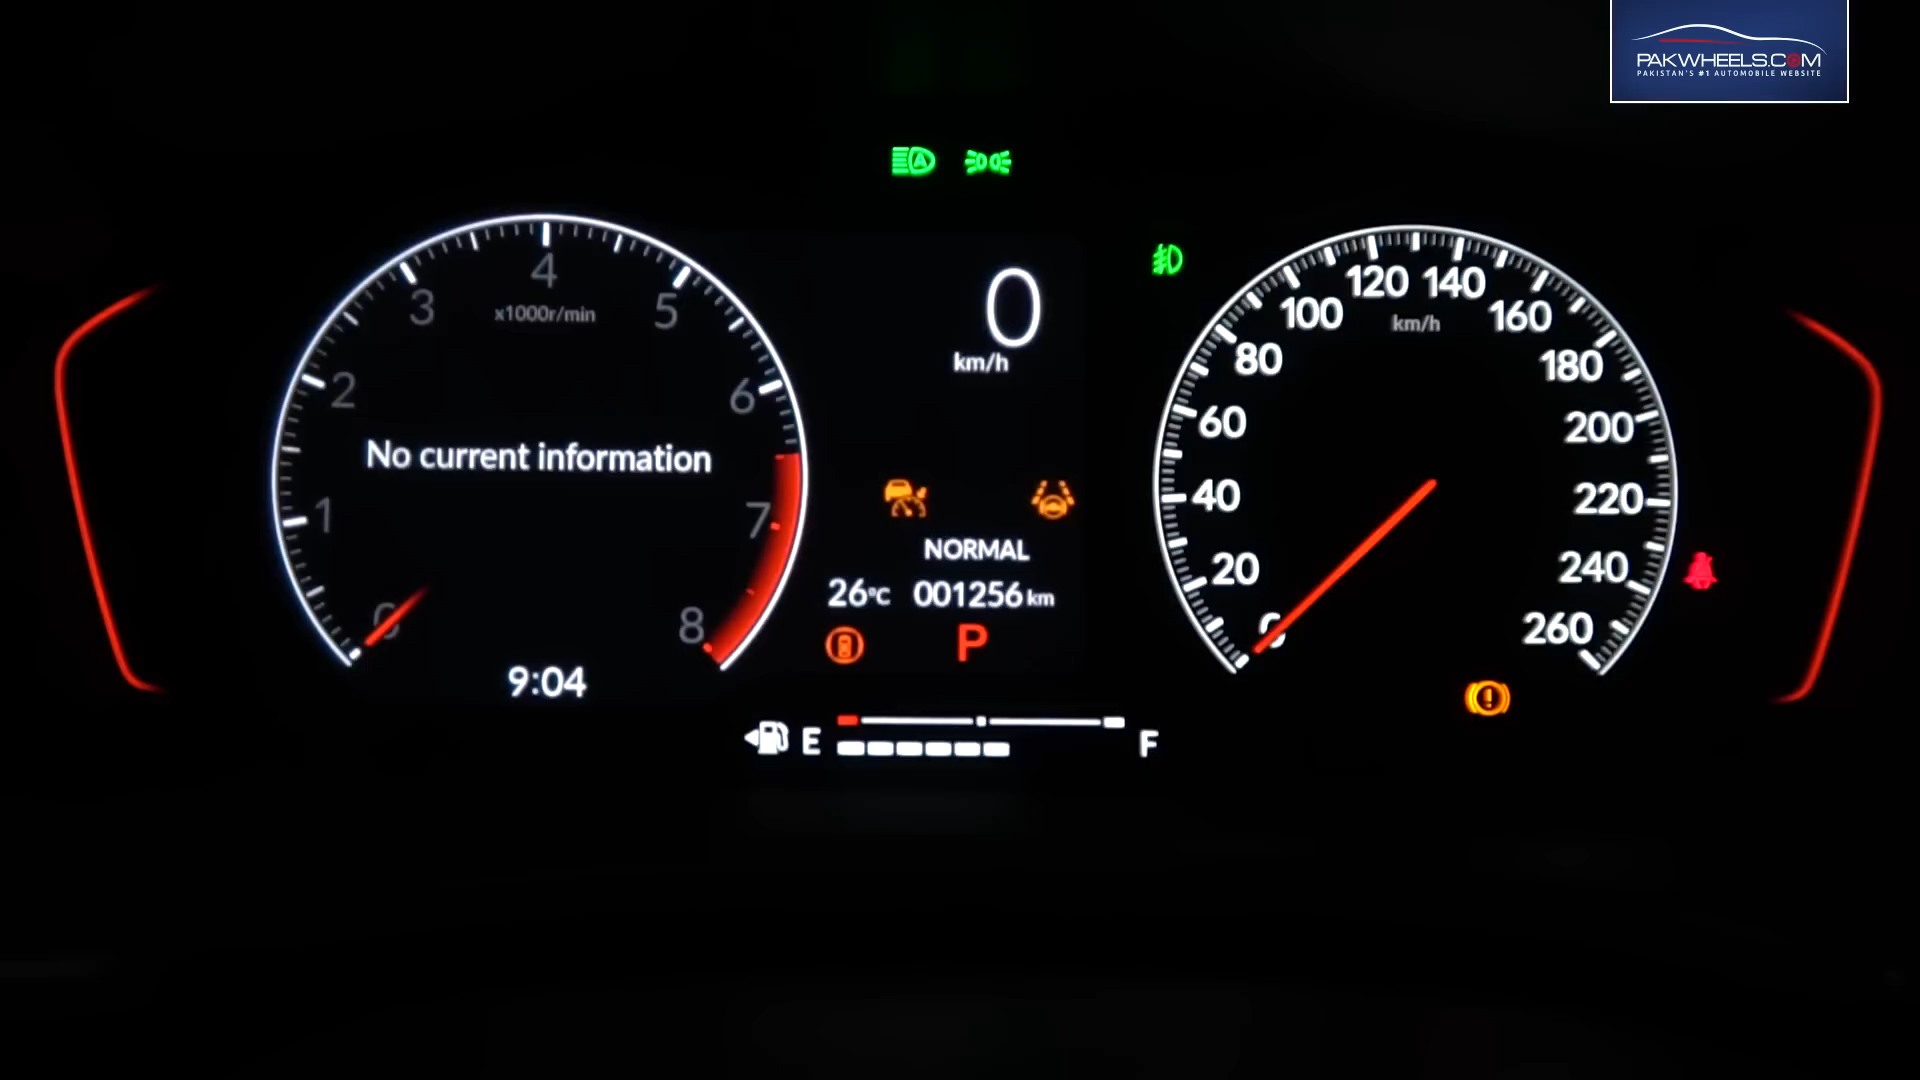 PAKWHEELS.COM
PAKISTAN'S #1 AUTOMOBILE WEBSITE
0
1
2
3
4
5
6
7
8
x1000r/min
No current information
9:04
0
km/h
NORMAL
26°C 001256 km
P
E F
0
20
40
60
80
100
120
140
160
180
200
220
240
260
km/h
A
!